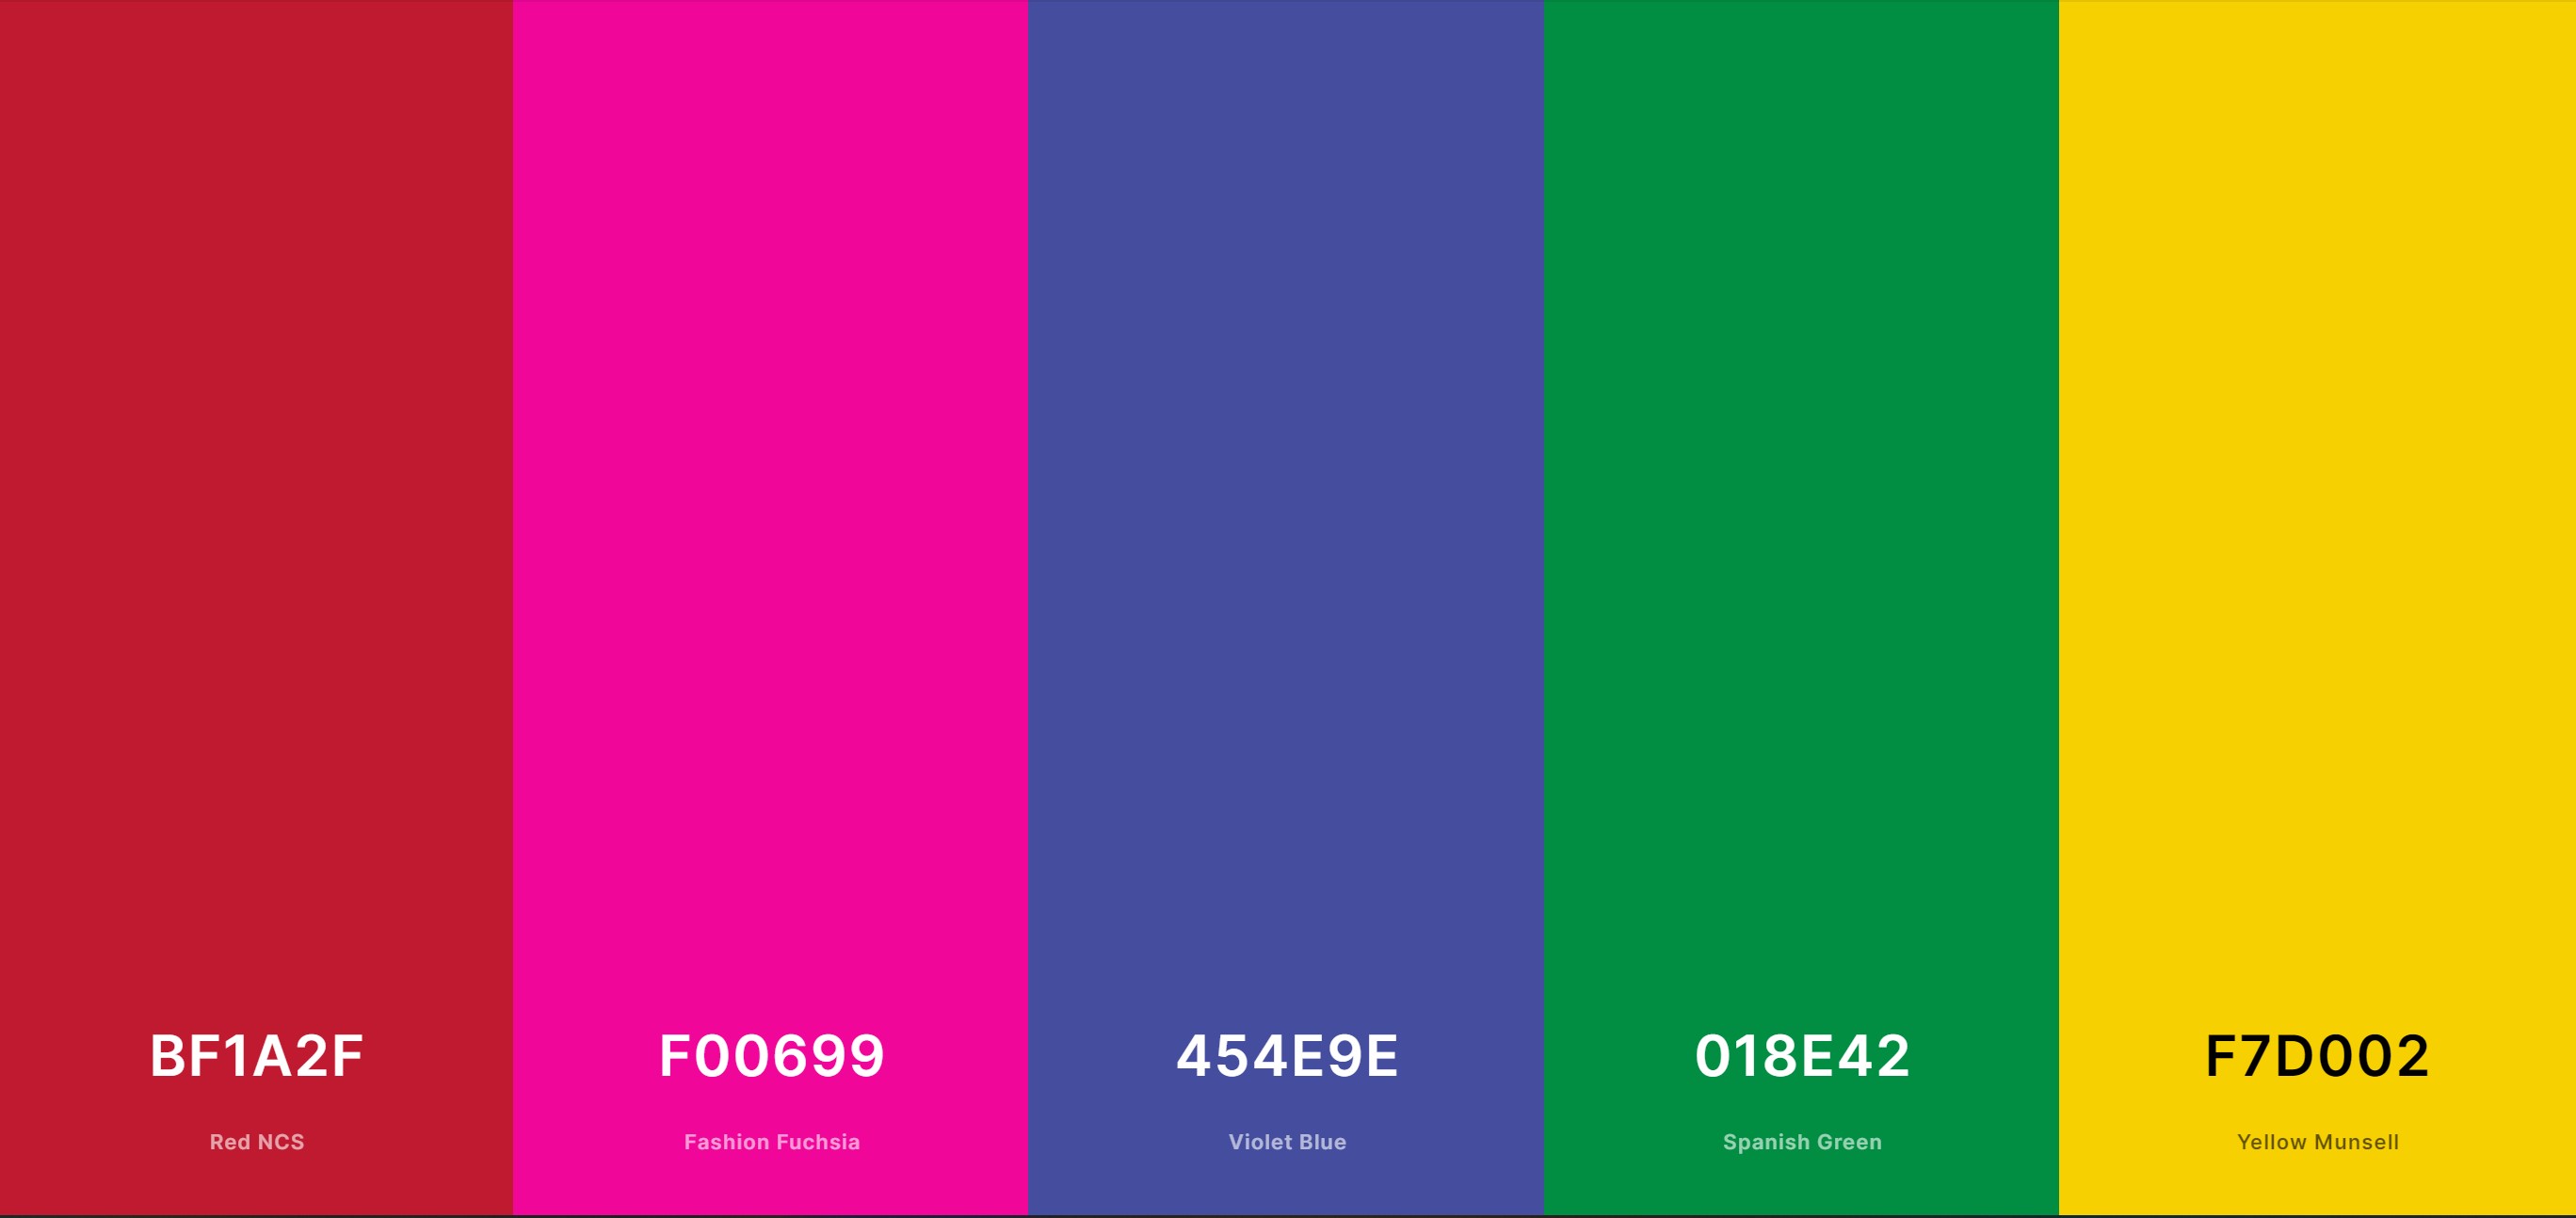 BF1A2F
Red NCS
F00699
Fashion Fuchsia
454E9E
Violet Blue
018E42
Spanish Green
F7D002
Yellow Munsell